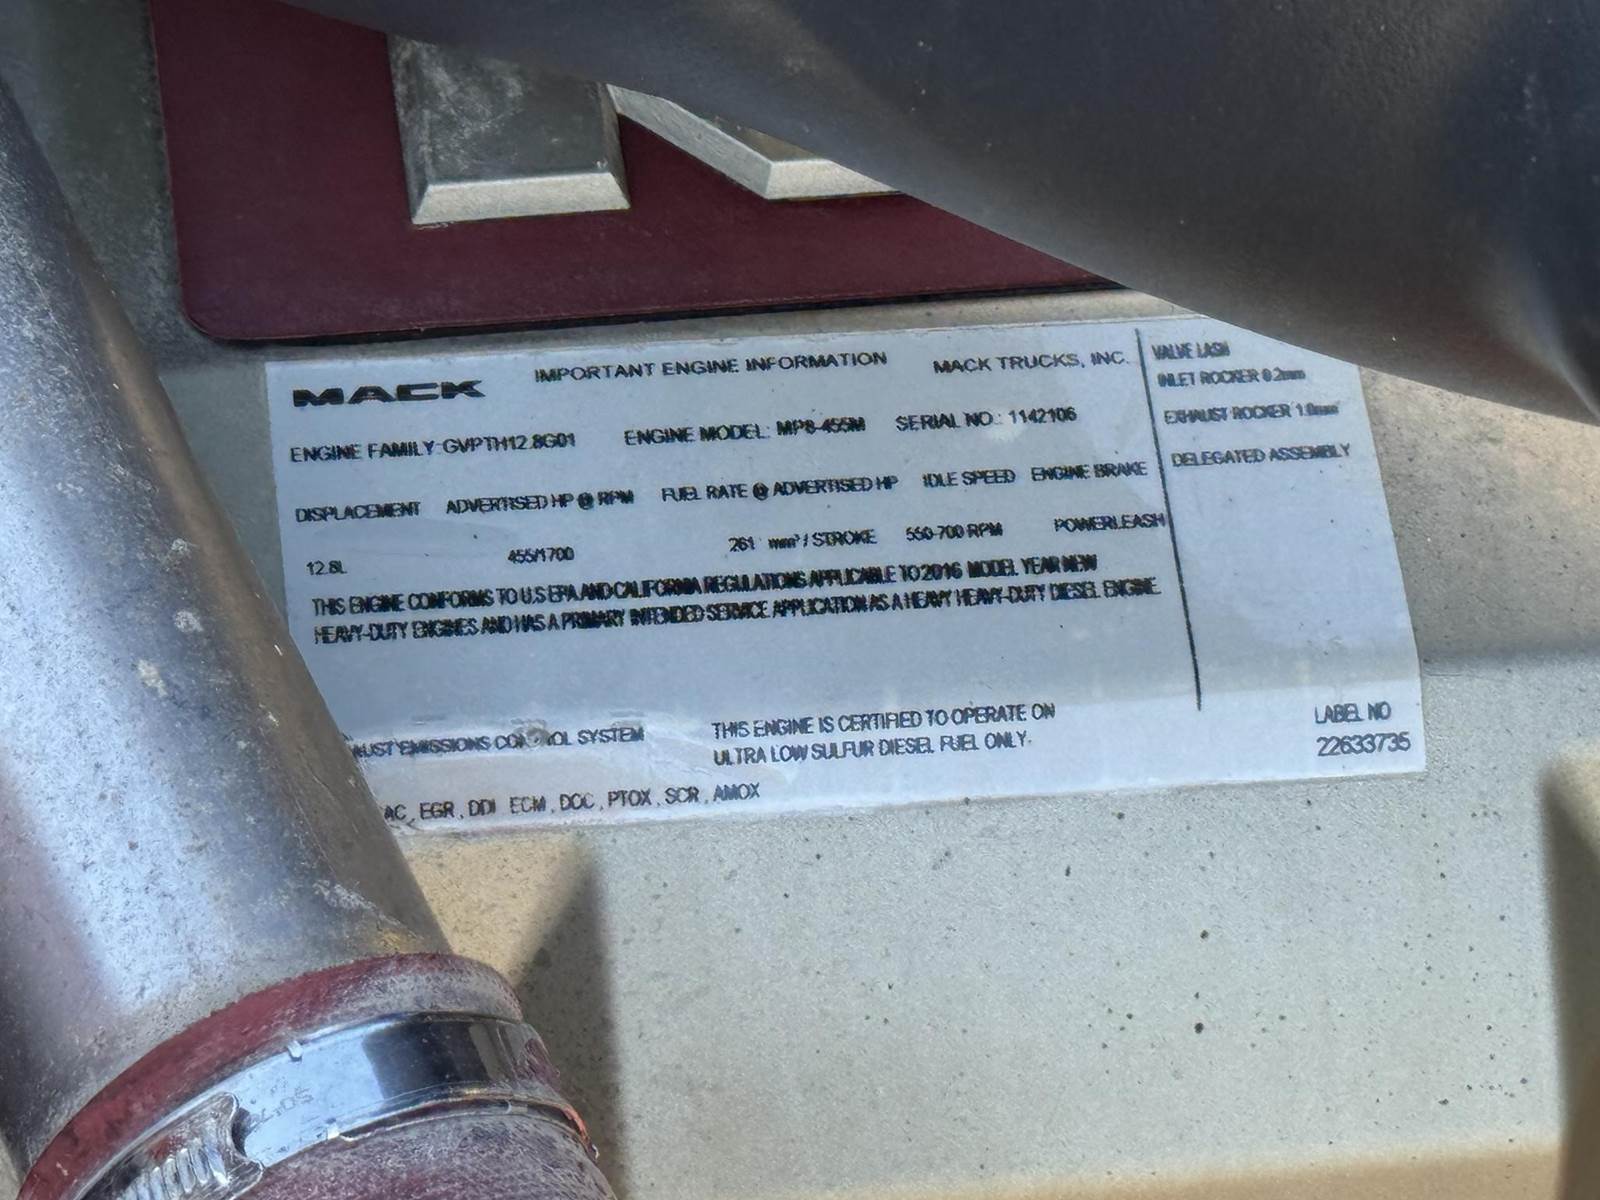 MACK IMPORTANT ENGINE INFORMATION MACK TRUCKS, INC.
ENGINE FAMILY: GVPTH12.8G01 ENGINE MODEL: MP8-455M SERIAL NO.: 1142106
DISPLACEMENT ADVERTISED HP @ RPM FUEL RATE @ ADVERTISED HP IDLE SPEED ENGINE BRAKE
12.8L 455/1700 261 mm³ / STROKE 550-700 RPM POWERLEASH
THIS ENGINE CONFORMS TO U.S EPA AND CALIFORNIA REGULATIONS APPLICABLE TO 2016 MODEL YEAR NEW
HEAVY-DUTY ENGINES AND HAS A PRIMARY INTENDED SERVICE APPLICATION AS A HEAVY HEAVY-DUTY DIESEL ENGINE.
EMISSIONS CONTROL SYSTEM
AC, EGR, DDI, ECM, DOC, PTOX, SCR, AMOX
THIS ENGINE IS CERTIFIED TO OPERATE ON
ULTRA LOW SULFUR DIESEL FUEL ONLY.
VALVE LASH
INLET ROCKER 0.2mm
EXHAUST ROCKER 1.0mm
DELEGATED ASSEMBLY
LABEL NO
22633735